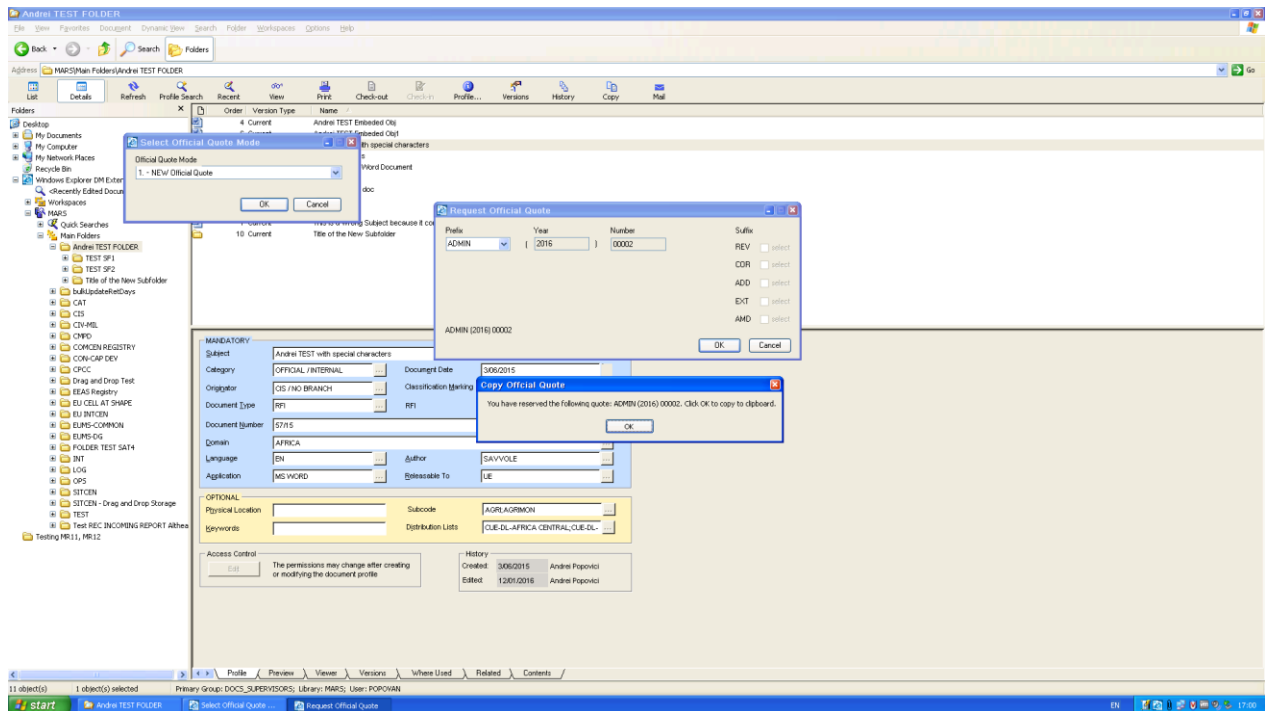 Andrei TEST FOLDER
File View Favorites Document Dynamic View Search Folder Workspaces Options Help
Back Search Folders
Address MARS\Main Folders\Andrei TEST FOLDER Go
List Details Refresh Profile Search Recent View Print Check-out Check-in Profile... Versions History Copy Mail
Folders
Desktop
My Documents
My Computer
My Network Places
Recycle Bin
Windows Explorer DM Exter
<Recently Edited Docum
Workspaces
MARS
Quick Searches
Main Folders
Andrei TEST FOLDER
TEST SF1
TEST SF2
Title of the New Subfolder
bulkUpdateRetDays
CAT
CIS
CIV-MIL
CMPD
COMCEN REGISTRY
CON-CAP DEV
CPCC
Drag and Drop Test
EEAS Registry
EU CELL AT SHAPE
EU INTCEN
EUMS-COMMON
EUMS-DG
FOLDER TEST SAT4
INT
LOG
OPS
SITCEN
SITCEN - Drag and Drop Storage
TEST
Test REC INCOMING REPORT Althea
Testing MR11, MR12
Order Version Type Name
4 Current Andrei TEST Embeded Obj
Current Andrei TEST Embeded Obj1
th special characters
s
Word Document
doc
7 Current This is a wrong Subject because it co
10 Current Title of the New Subfolder
Select Official Quote Mode
Official Quote Mode
1. - NEW Official Quote
OK Cancel
Request Official Quote
Prefix Year Number Suffix
ADMIN ( 2016 ) 00002
REV select
COR select
ADD select
EXT select
AMD select
ADMIN (2016) 00002
OK Cancel
Copy Offcial Quote
You have reserved the following quote: ADMIN (2016) 00002. Click OK to copy to clipboard.
OK
MANDATORY
Subject Andrei TEST with special characters
Category OFFICIAL / INTERNAL ... Document Date 3/06/2015
Originator CIS / NO BRANCH ... Classification Marking
Document Type RFI ... RFI
Document Number 57/15
Domain AFRICA ...
Language EN ... Author SAVVOLE ...
Application MS WORD ... Releasable To UE ...
OPTIONAL
Physical Location Subcode AGRI,AGRIMON ...
Keywords Distribution Lists CUE-DL-AFRICA CENTRAL;CUE-DL- ...
Access Control
Edit The permissions may change after creating
or modifying the document profile
History
Created: 3/06/2015 Andrei Popovici
Edited: 12/01/2016 Andrei Popovici
Profile Preview Viewer Versions Where Used Related Contents
11 object(s) 1 object(s) selected Primary Group: DOCS_SUPERVISORS; Library: MARS; User: POPOVAN
start Andrei TEST FOLDER Select Official Quote ... Request Official Quote EN 17:00